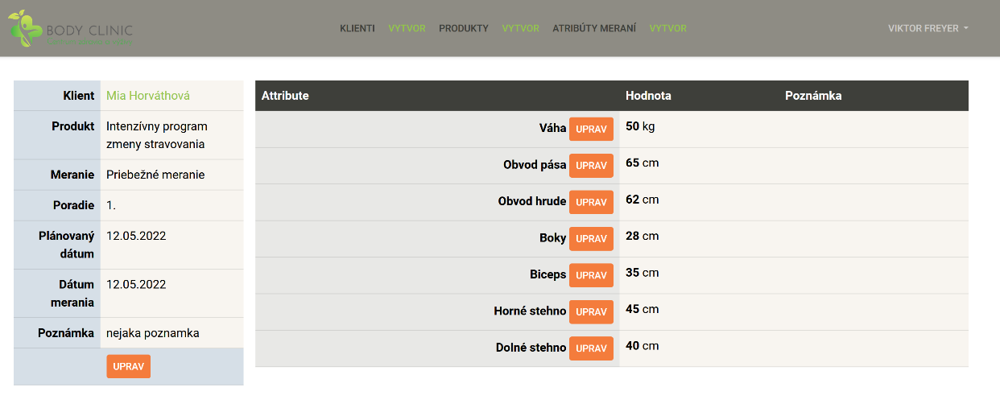 BODY CLINIC
KLIENTI VYTVOR PRODUKTY VYTVOR ATRIBÚTY MERANÍ VYTVOR
VIKTOR FREYER
Klient Mia Horváthová
Produkt Intenzívny program
zmeny stravovania
Meranie Priebežné meranie
Poradie 1.
Plánovaný 12.05.2022
dátum
Dátum 12.05.2022
merania
Poznámka nejaka poznamka
UPRAV
Attribute Hodnota Poznámka
Váha UPRAV 50 kg
Obvod pása UPRAV 65 cm
Obvod hrude UPRAV 62 cm
Boky UPRAV 28 cm
Biceps UPRAV 35 cm
Horné stehno UPRAV 45 cm
Dolné stehno UPRAV 40 cm